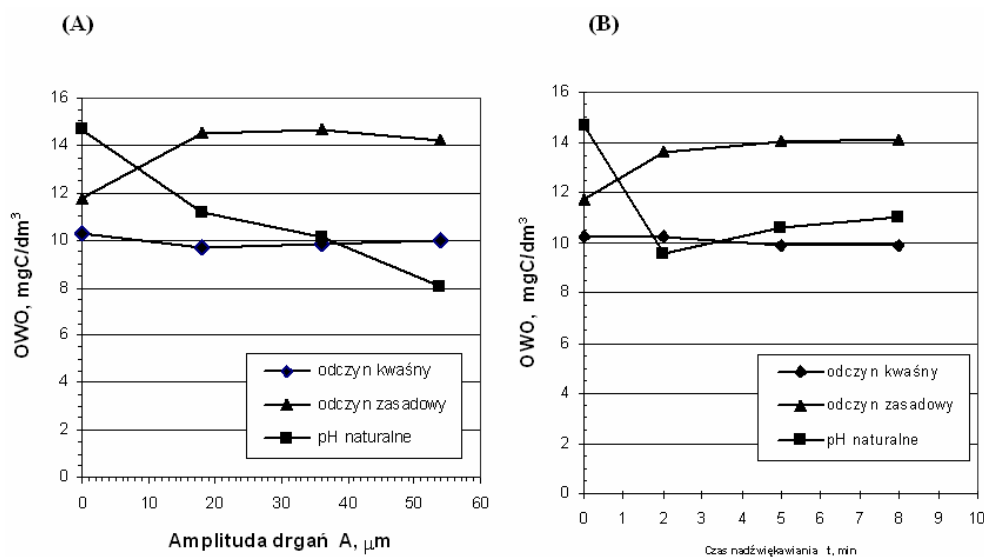 (A)
16
14
12
10
8
6
4
2
0
OWO, mgC/dm³
0 10 20 30 40 50 60
Amplituda drgań A, μm
odczyn kwaśny
odczyn zasadowy
pH naturalne
(B)
16
14
12
10
8
6
4
2
0
OWO, mgC/dm³
0 1 2 3 4 5 6 7 8 9 10
Czas nadźwiękawiania t, min
odczyn kwaśny
odczyn zasadowy
pH naturalne